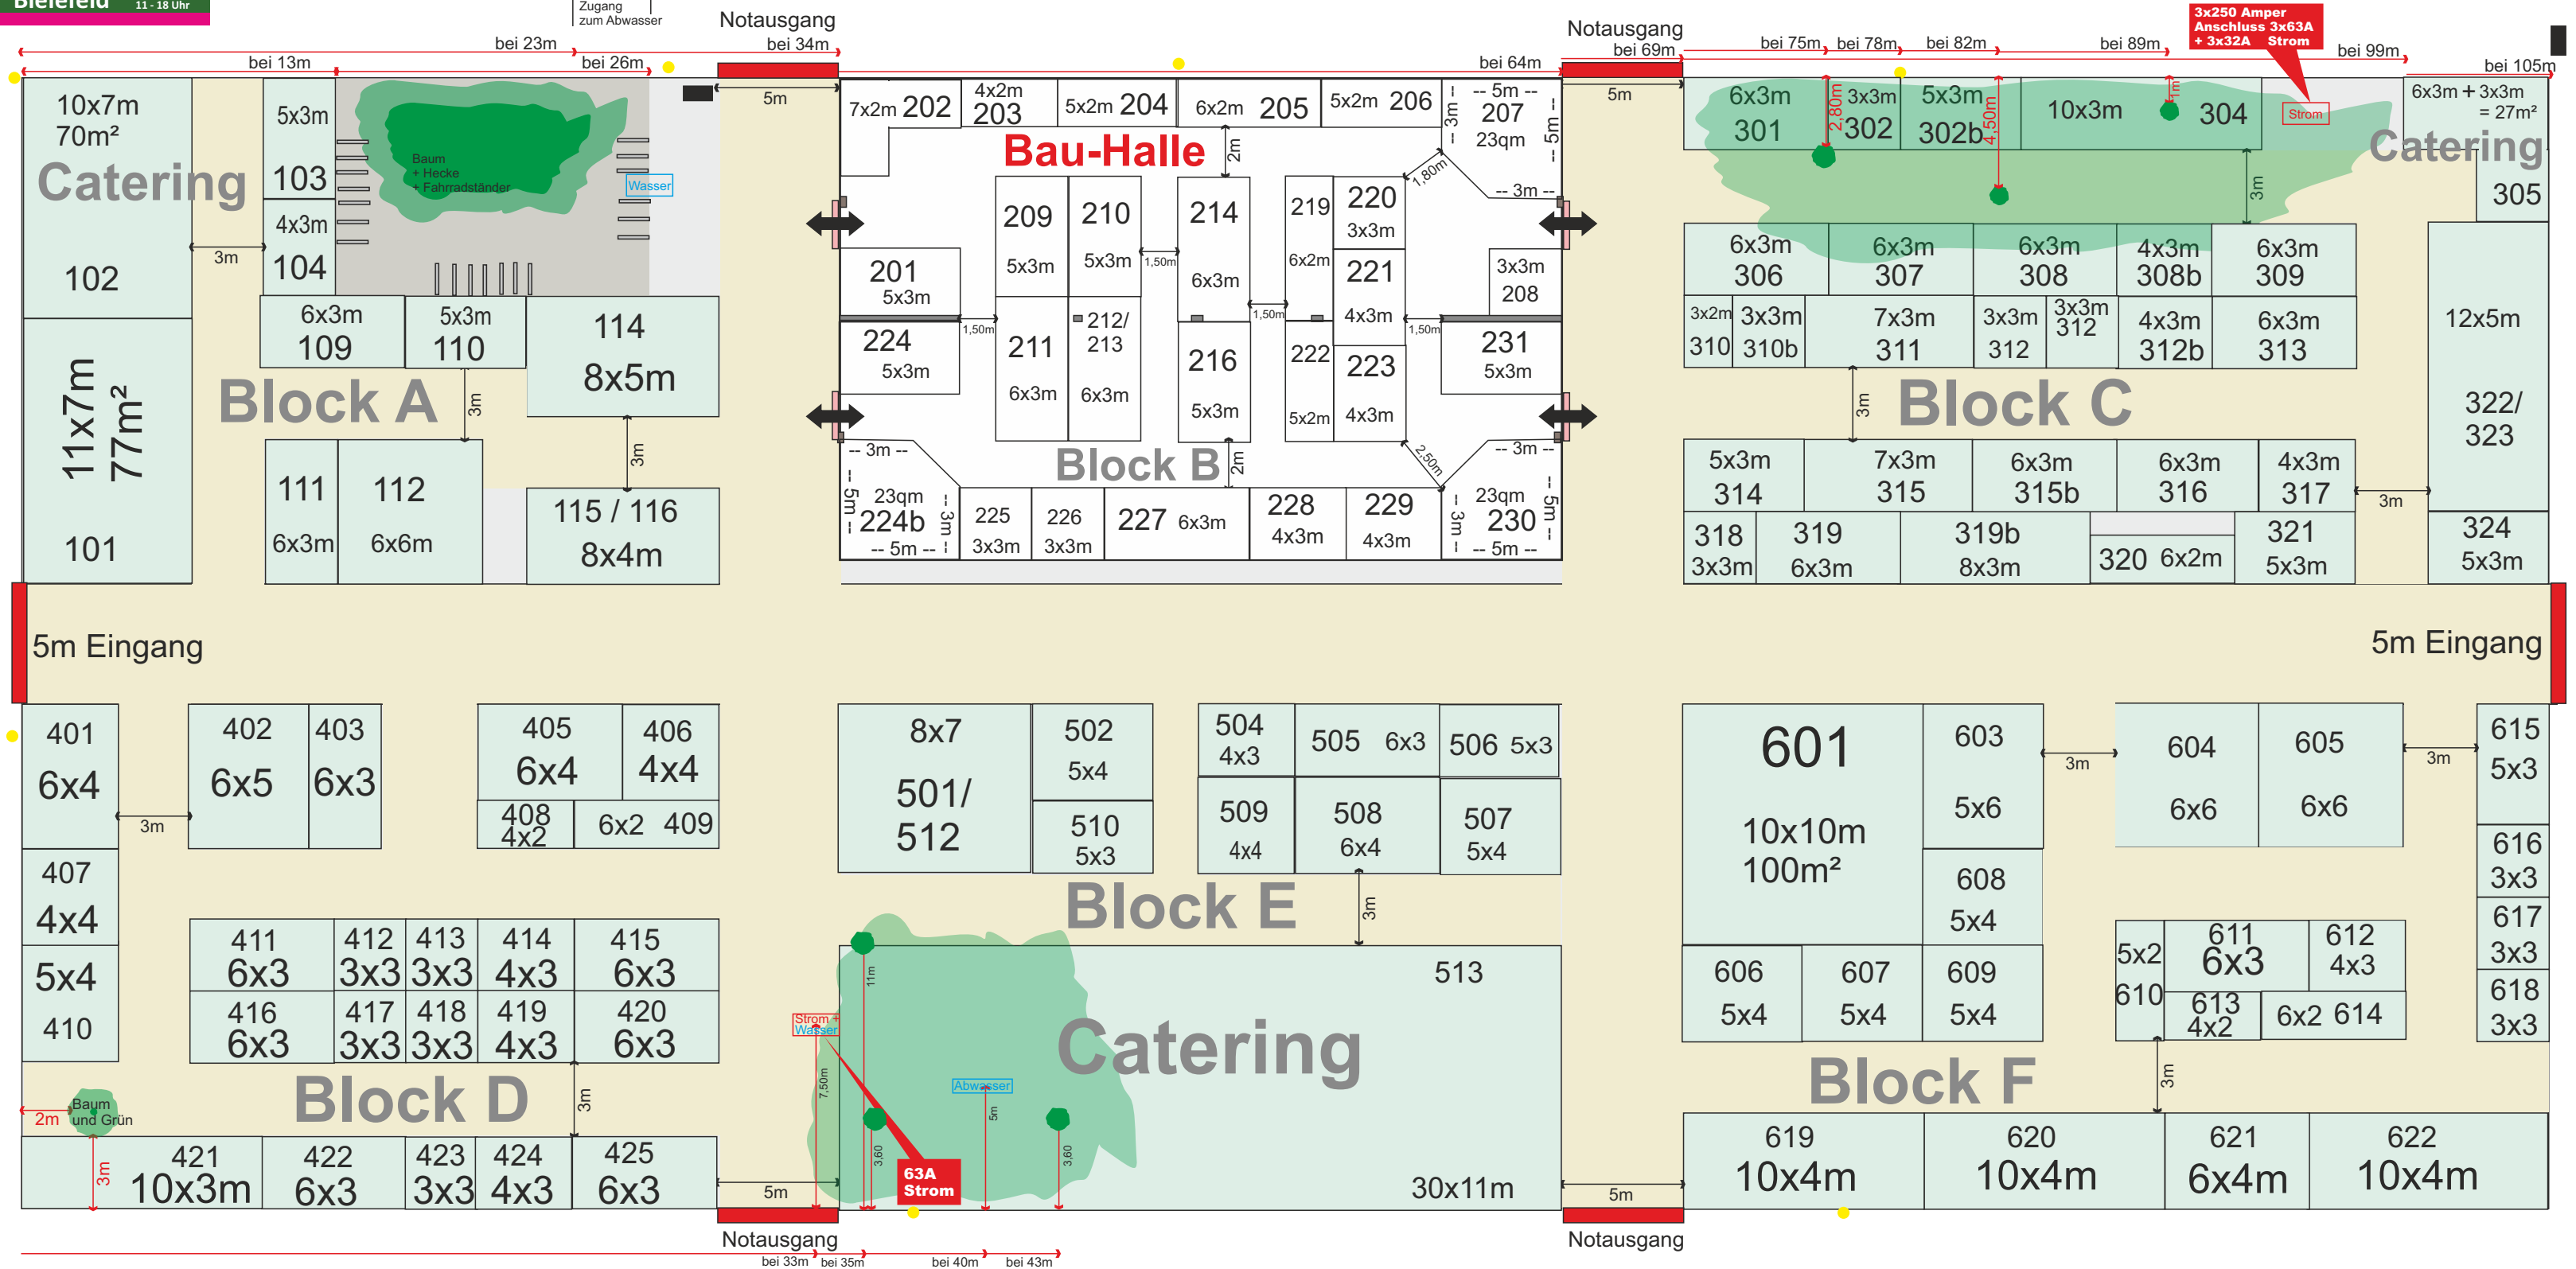 Bielefeld
11 - 18 Uhr
Zugang
zum Abwasser
Notausgang
Notausgang
3x250 Amper
Anschluss 3x63A
+ 3x32A Strom
bei 23m
bei 34m
bei 69m
bei 75m
bei 78m
bei 82m
bei 89m
bei 99m
bei 13m
bei 26m
bei 64m
bei 105m
5m
5m
10x7m
70m²
Catering
102
11x7m
77m²
101
3m
5x3m
103
4x3m
104
Baum
+ Hecke
+ Fahrradständer
Wasser
6x3m
109
5x3m
110
114
8x5m
Block A
3m
3m
111
6x3m
112
6x6m
115 / 116
8x4m
7x2m 202
4x2m
203
5x2m 204
6x2m 205
5x2m 206
-- 5m --
207
23qm
-- 3m --
-- 5m --
-- 3m --
Bau-Halle
2m
1,80m
209
5x3m
210
5x3m
1,50m
214
6x3m
219
6x2m
220
3x3m
221
4x3m
201
5x3m
3x3m
208
1,50m
1,50m
1,50m
224
5x3m
211
6x3m
212/
213
6x3m
216
5x3m
222
5x2m
223
4x3m
231
5x3m
Block B
2m
2,50m
-- 3m --
-- 5m --
23qm
224b
-- 3m --
-- 5m --
225
3x3m
226
3x3m
227 6x3m
228
4x3m
229
4x3m
-- 3m --
-- 3m --
23qm
230
-- 5m --
-- 5m --
6x3m
301
2,80m
3x3m
302
5x3m
302b
4,50m
10x3m
1m
304
Strom
6x3m + 3x3m
= 27m²
Catering
305
3m
6x3m
306
6x3m
307
6x3m
308
4x3m
308b
6x3m
309
3x2m
310
3x3m
310b
7x3m
311
3x3m
312
3x3m
312
4x3m
312b
6x3m
313
12x5m
322/
323
3m
Block C
5x3m
314
7x3m
315
6x3m
315b
6x3m
316
4x3m
317
3m
318
3x3m
319
6x3m
319b
8x3m
320 6x2m
321
5x3m
324
5x3m
5m Eingang
5m Eingang
401
6x4
3m
402
6x5
403
6x3
405
6x4
406
4x4
408
4x2
6x2 409
407
4x4
5x4
410
411
6x3
412
3x3
413
3x3
414
4x3
415
6x3
416
6x3
417
3x3
418
3x3
419
4x3
420
6x3
Block D
3m
2m
Baum
und Grün
3m
421
10x3m
422
6x3
423
3x3
424
4x3
425
6x3
5m
8x7
501/
512
502
5x4
510
5x3
504
4x3
505 6x3
506 5x3
509
4x4
508
6x4
507
5x4
Block E
3m
513
Catering
30x11m
11m
Strom +
Wasser
7,50m
Abwasser
5m
3,60
3,60
63A
Strom
5m
601
10x10m
100m²
603
5x6
3m
604
6x6
605
6x6
3m
615
5x3
608
5x4
616
3x3
617
3x3
618
3x3
606
5x4
607
5x4
609
5x4
5x2
610
611
6x3
612
4x3
613
4x2
6x2 614
Block F
3m
619
10x4m
620
10x4m
621
6x4m
622
10x4m
Notausgang
Notausgang
bei 33m
bei 35m
bei 40m
bei 43m